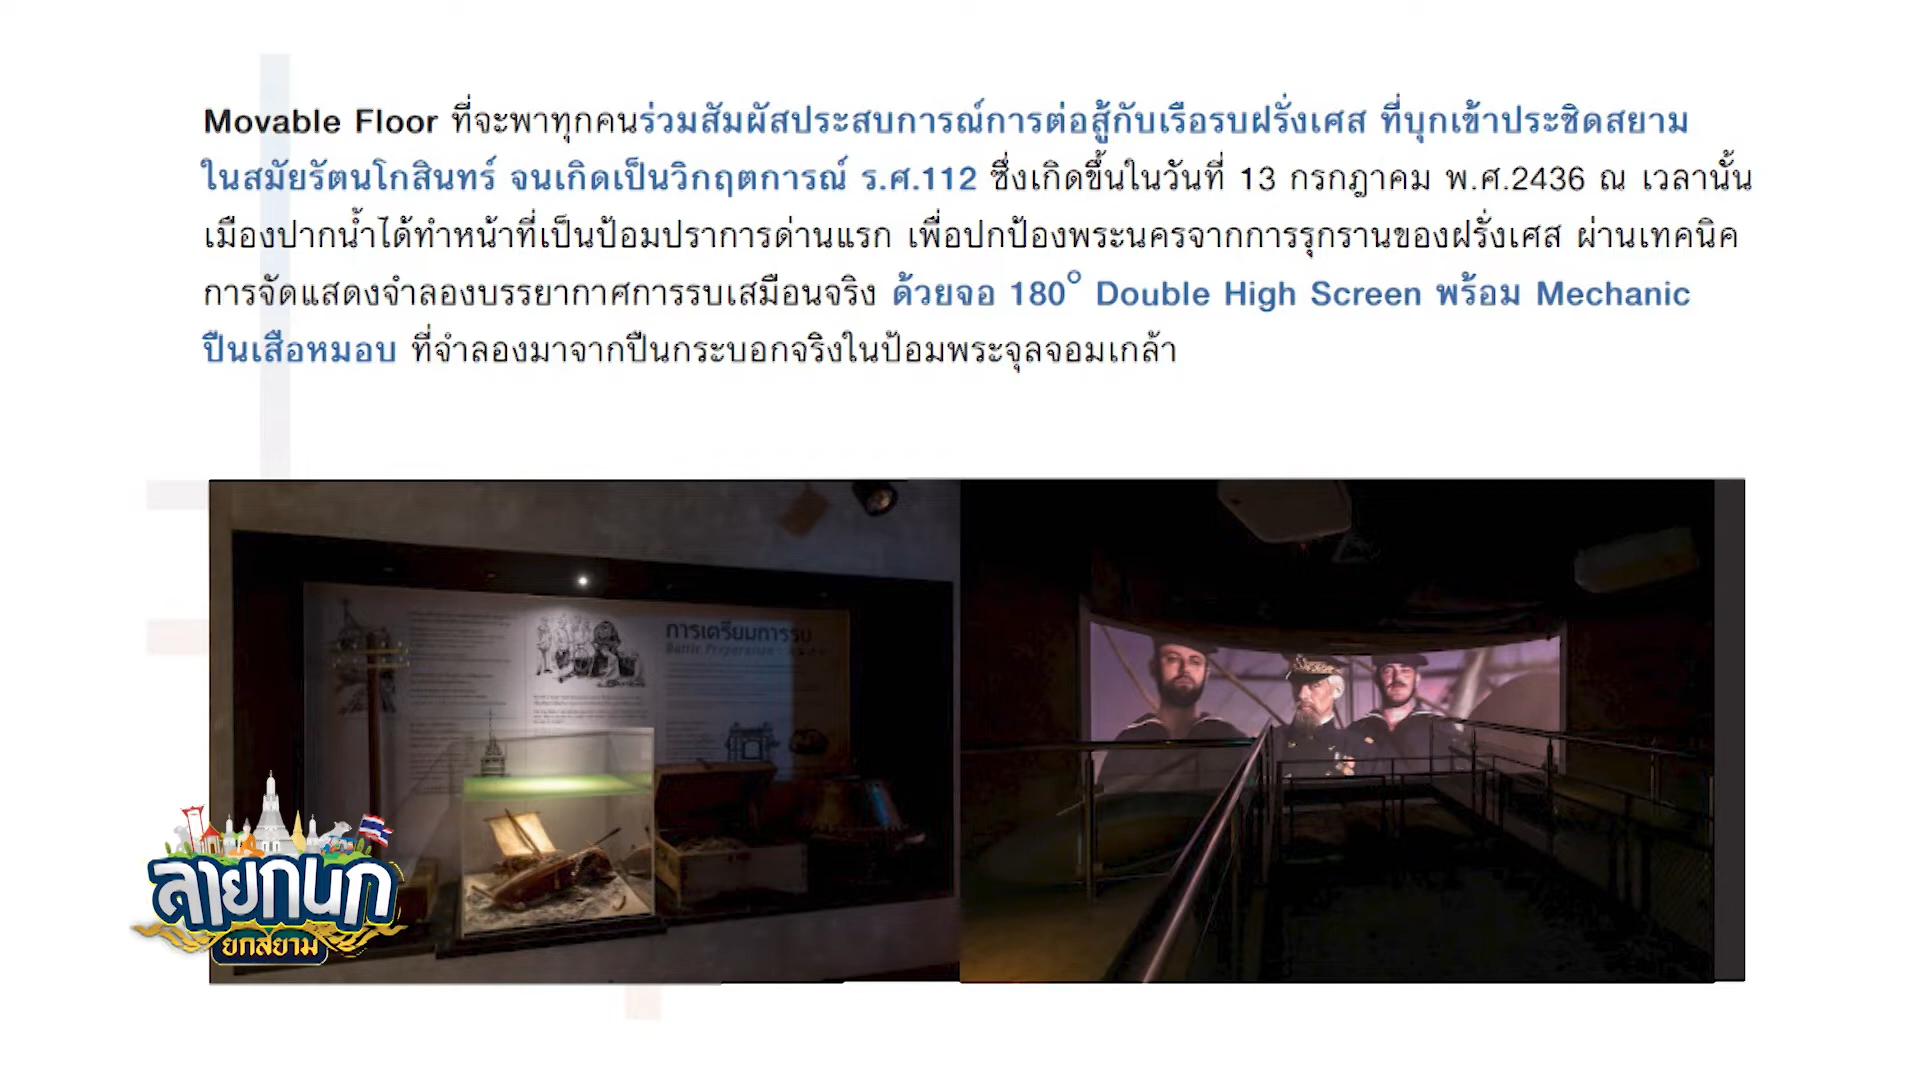 Movable Floor ที่จะพาทุกคนร่วมสัมผัสประสบการณ์การต่อสู้กับเรือรบฝรั่งเศส ที่บุกเข้าประชิดสยาม
ในสมัยรัตนโกสินทร์ จนเกิดเป็นวิกฤตการณ์ ร.ศ.112 ซึ่งเกิดขึ้นในวันที่ 13 กรกฎาคม พ.ศ.2436 ณ เวลานั้น
เมืองปากน้ำได้ทำหน้าที่เป็นป้อมปราการด่านแรก เพื่อปกป้องพระนครจากการรุกรานของฝรั่งเศส ผ่านเทคนิค
การจัดแสดงจำลองบรรยากาศการรบเสมือนจริง ด้วยจอ 180° Double High Screen พร้อม Mechanic
ปืนเสือหมอบ ที่จำลองมาจากปืนกระบอกจริงในป้อมพระจุลจอมเกล้า
การเตรียมการรบ
Battle Preparation
ลายกนก
ยกสยาม